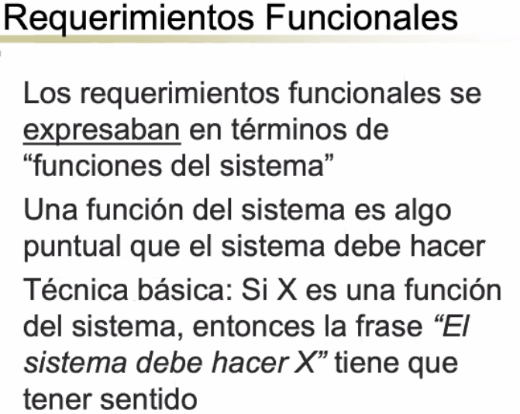 Requerimientos Funcionales
Los requerimientos funcionales se
expresaban en términos de
“funciones del sistema”
Una función del sistema es algo
puntual que el sistema debe hacer
Técnica básica: Si X es una función
del sistema, entonces la frase “El
sistema debe hacer X” tiene que
tener sentido